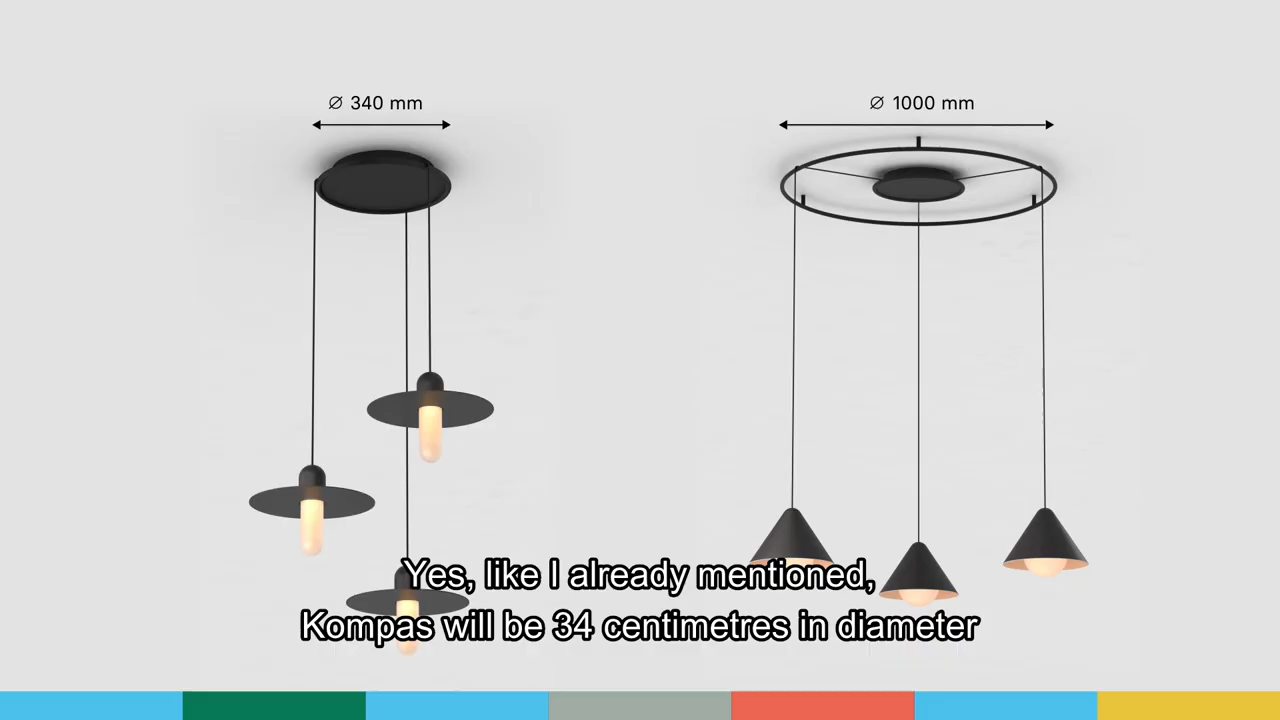 ∅ 340 mm
∅ 1000 mm
Yes, like I already mentioned,
Kompas will be 34 centimetres in diameter